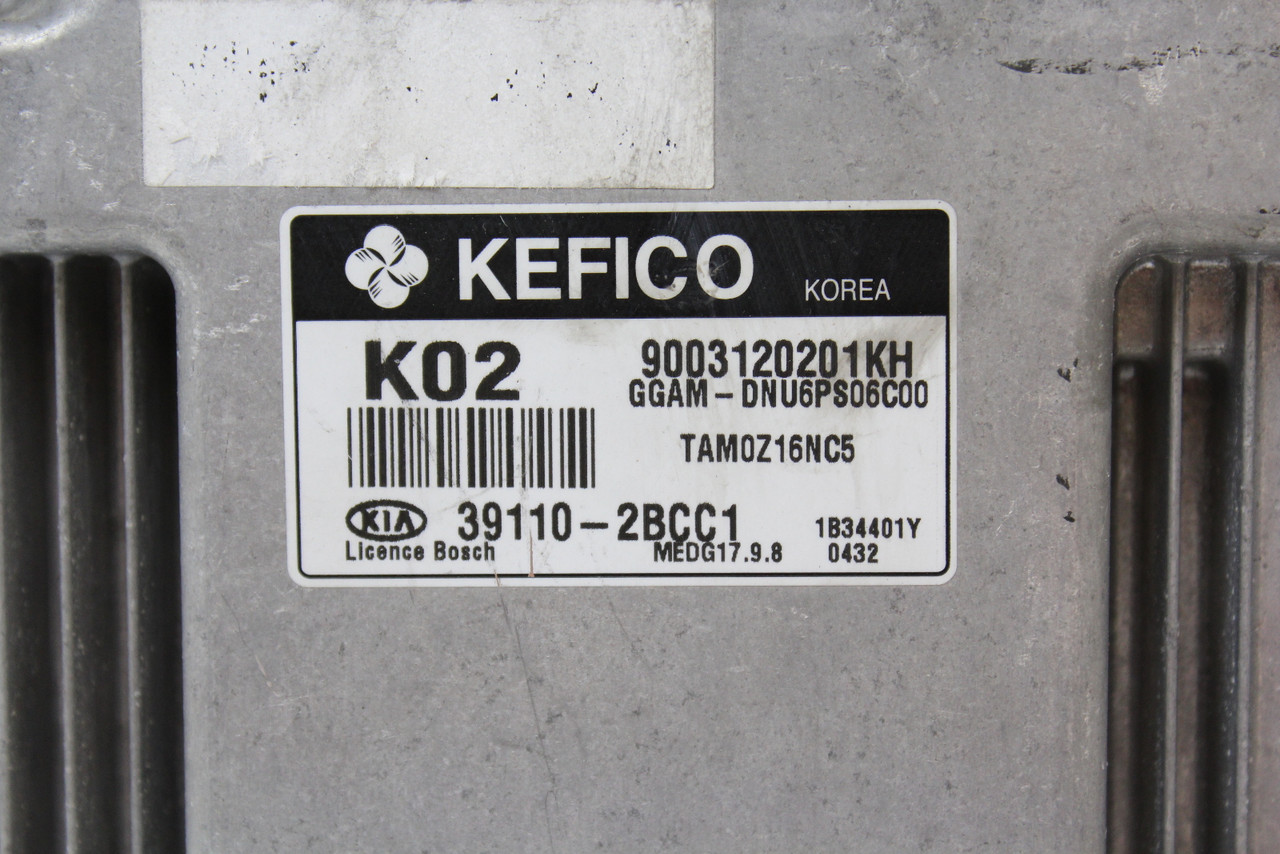 KEFICO KOREA
K02 9003120201KH
GGAM-DNU6PS06C00
TAM0Z16NC5
KIA 39110-2BCC1 1B34401Y
Licence Bosch MEDG17.9.8 0432